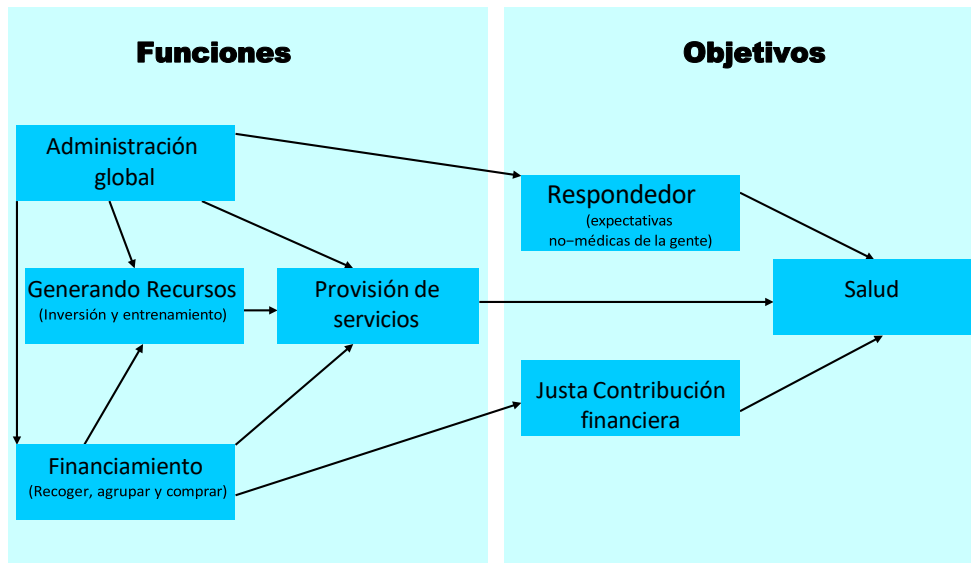 Funciones
Objetivos
Administración
global
Respondedor
(expectativas
no−médicas de la gente)
Generando Recursos
(Inversión y entrenamiento)
Provisión de
servicios
Salud
Justa Contribución
financiera
Financiamiento
(Recoger, agrupar y comprar)